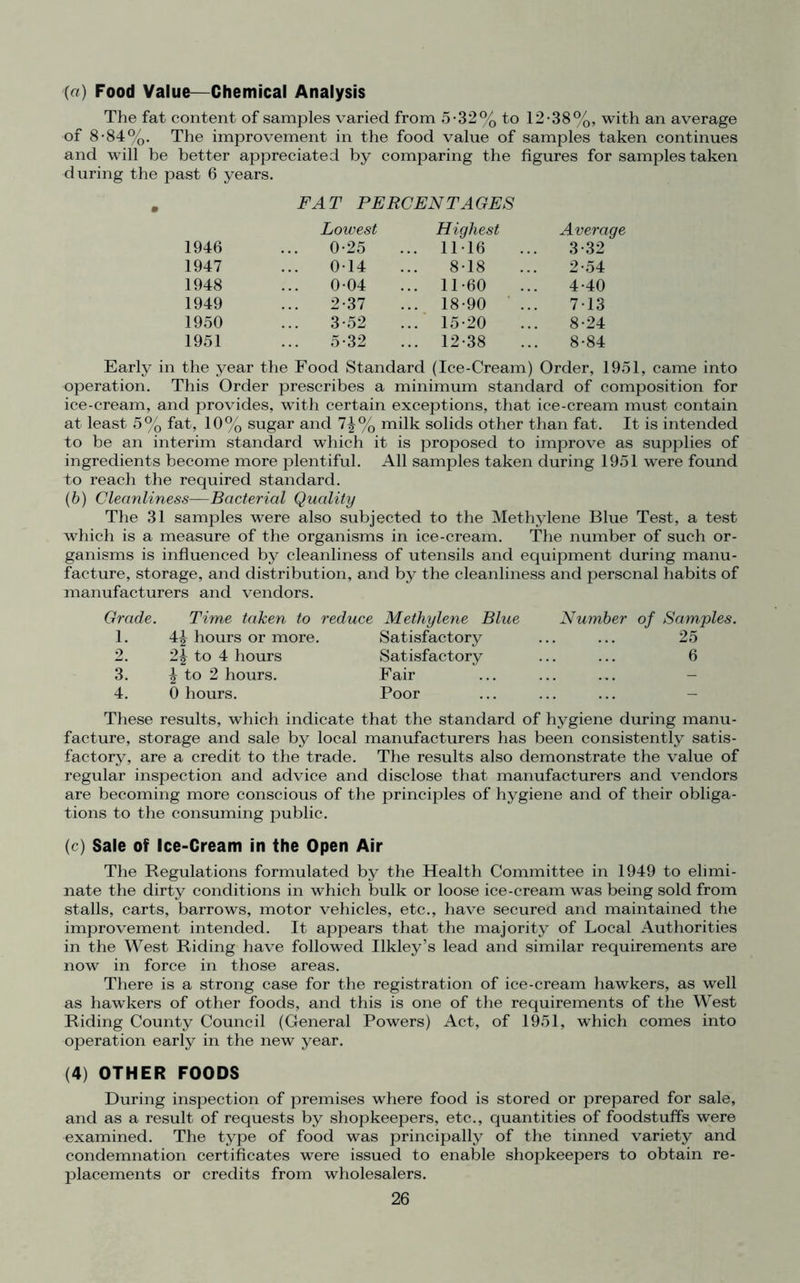 (a) Food Value—Chemical Analysis
The fat content of samples varied from 5·32% to 12·38%, with an average
of 8·84%. The improvement in the food value of samples taken continues
and will be better appreciated by comparing the figures for samples taken
during the past 6 years.
FAT PERCENTAGES
Lowest Highest Average
1946 ... 0·25 ... 11·16 ... 3·32
1947 ... 0·14 ... 8·18 ... 2·54
1948 ... 0·04 ... 11·60 ... 4·40
1949 ... 2·37 ... 18·90 ... 7·13
1950 ... 3·52 ... 15·20 ... 8·24
1951 ... 5·32 ... 12·38 ... 8·84
Early in the year the Food Standard (Ice-Cream) Order, 1951, came into
operation. This Order prescribes a minimum standard of composition for
ice-cream, and provides, with certain exceptions, that ice-cream must contain
at least 5% fat, 10% sugar and 7½% milk solids other than fat. It is intended
to be an interim standard which it is proposed to improve as supplies of
ingredients become more plentiful. All samples taken during 1951 were found
to reach the required standard.
(b) Cleanliness—Bacterial Quality
The 31 samples were also subjected to the Methylene Blue Test, a test
which is a measure of the organisms in ice-cream. The number of such or-
ganisms is influenced by cleanliness of utensils and equipment during manu-
facture, storage, and distribution, and by the cleanliness and personal habits of
manufacturers and vendors.
Grade. Time taken to reduce Methylene Blue Number of Samples.
1. 4½ hours or more. Satisfactory ... ... 25
2. 2½ to 4 hours Satisfactory ... ... 6
3. ½ to 2 hours. Fair ... ... ... –
4. 0 hours. Poor ... ... ... –
These results, which indicate that the standard of hygiene during manu-
facture, storage and sale by local manufacturers has been consistently satis-
factory, are a credit to the trade. The results also demonstrate the value of
regular inspection and advice and disclose that manufacturers and vendors
are becoming more conscious of the principles of hygiene and of their obliga-
tions to the consuming public.
(c) Sale of Ice-Cream in the Open Air
The Regulations formulated by the Health Committee in 1949 to elimi-
nate the dirty conditions in which bulk or loose ice-cream was being sold from
stalls, carts, barrows, motor vehicles, etc., have secured and maintained the
improvement intended. It appears that the majority of Local Authorities
in the West Riding have followed Ilkley's lead and similar requirements are
now in force in those areas.
There is a strong case for the registration of ice-cream hawkers, as well
as hawkers of other foods, and this is one of the requirements of the West
Riding County Council (General Powers) Act, of 1951, which comes into
operation early in the new year.
(4) OTHER FOODS
During inspection of premises where food is stored or prepared for sale,
and as a result of requests by shopkeepers, etc., quantities of foodstuffs were
examined. The type of food was principally of the tinned variety and
condemnation certificates were issued to enable shopkeepers to obtain re-
placements or credits from wholesalers.
26